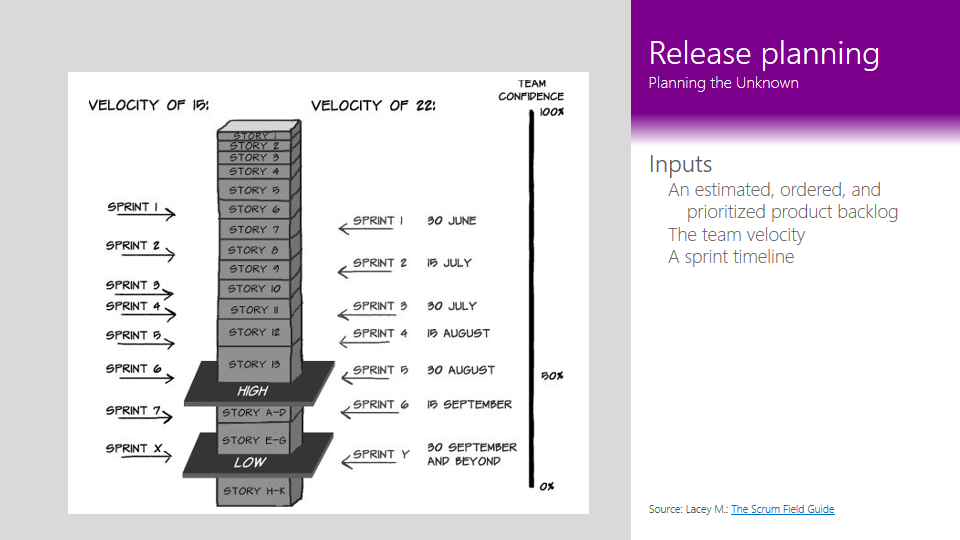 Release planning
Planning the Unknown
TEAM
CONFIDENCE
VELOCITY OF 15:
VELOCITY OF 22:
100%
STORY 1
STORY 2
STORY 3
STORY 4
STORY 5
STORY 6
STORY 7
STORY 8
STORY 9
STORY 10
STORY 11
STORY 12
STORY 13
HIGH
STORY A-D
STORY E-G
LOW
STORY H-K
SPRINT 1
SPRINT 2
SPRINT 3
SPRINT 4
SPRINT 5
SPRINT 6
SPRINT 7
SPRINT X
SPRINT 1 30 JUNE
SPRINT 2 15 JULY
SPRINT 3 30 JULY
SPRINT 4 15 AUGUST
SPRINT 5 30 AUGUST
SPRINT 6 15 SEPTEMBER
SPRINT Y 30 SEPTEMBER
AND BEYOND
50%
0%
Inputs
An estimated, ordered, and
prioritized product backlog
The team velocity
A sprint timeline
Source: Lacey M.: The Scrum Field Guide